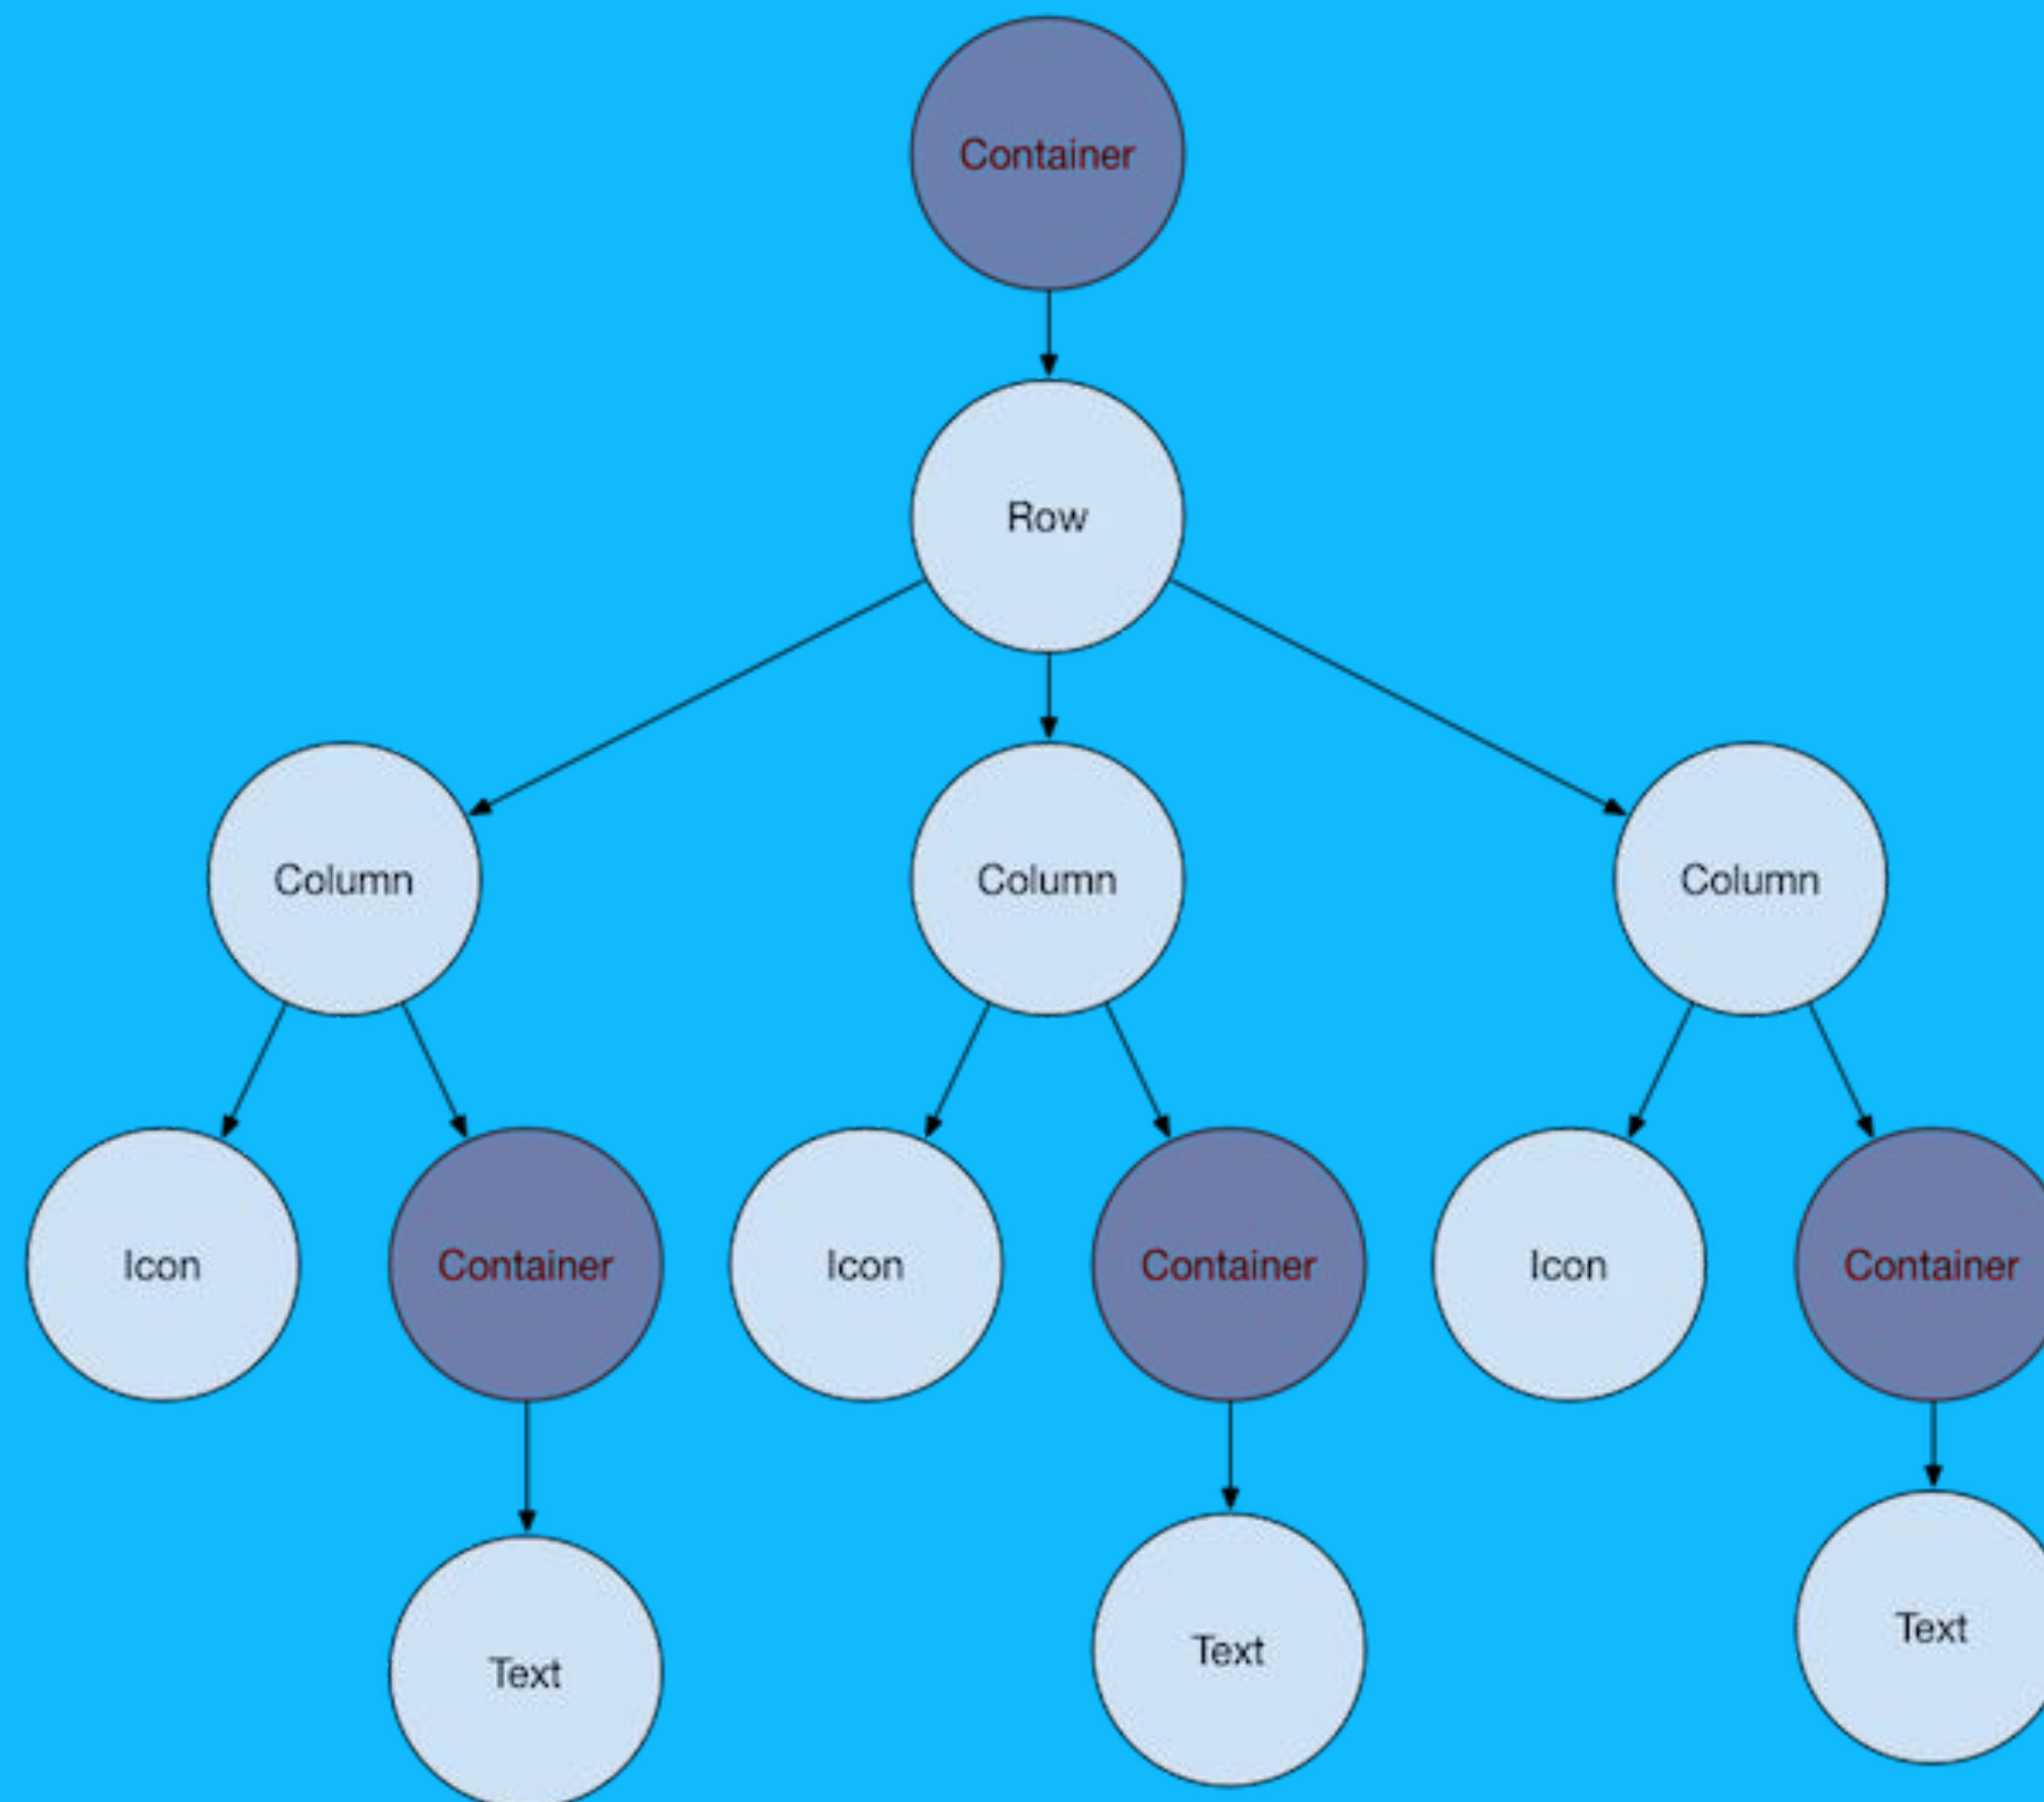 Container
Row
Column
Column
Column
Icon
Container
Icon
Container
Icon
Container
Text
Text
Text